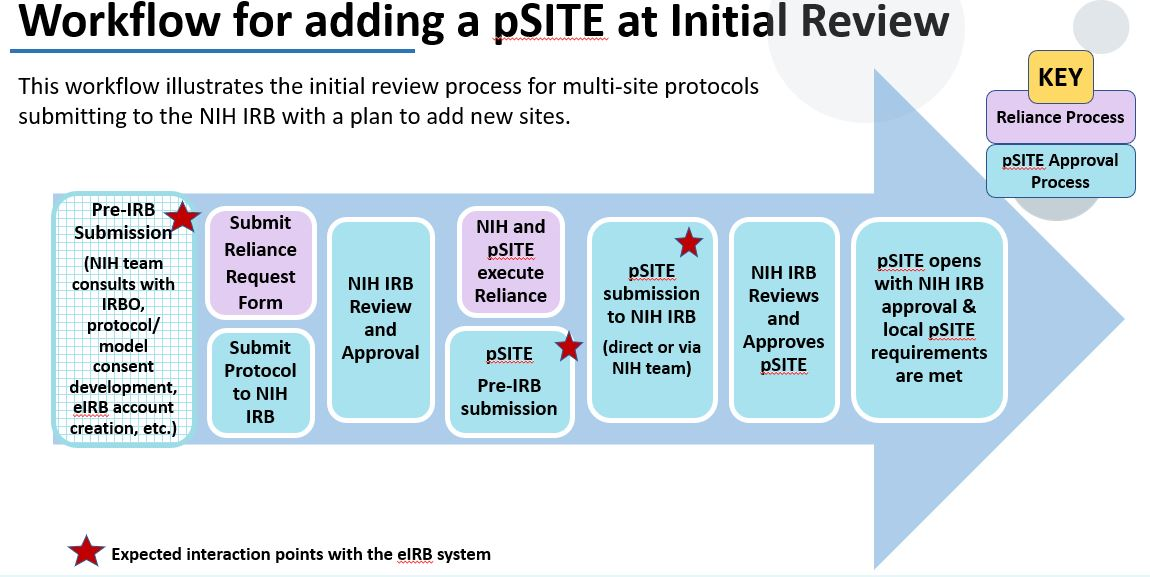 Workflow for adding a pSITE at Initial Review
This workflow illustrates the initial review process for multi-site protocols
submitting to the NIH IRB with a plan to add new sites.
KEY
Reliance Process
pSITE Approval
Process
Pre-IRB
Submission
(NIH team
consults with
IRBO,
protocol/
model
consent
development,
eIRB account
creation, etc.)
Submit
Reliance
Request
Form
Submit
Protocol
to NIH
IRB
NIH IRB
Review
and
Approval
NIH and
pSITE
execute
Reliance
pSITE
Pre-IRB
submission
pSITE
submission
to NIH IRB
(direct or via
NIH team)
NIH IRB
Reviews
and
Approves
pSITE
pSITE opens
with NIH IRB
approval &
local pSITE
requirements
are met
Expected interaction points with the eIRB system